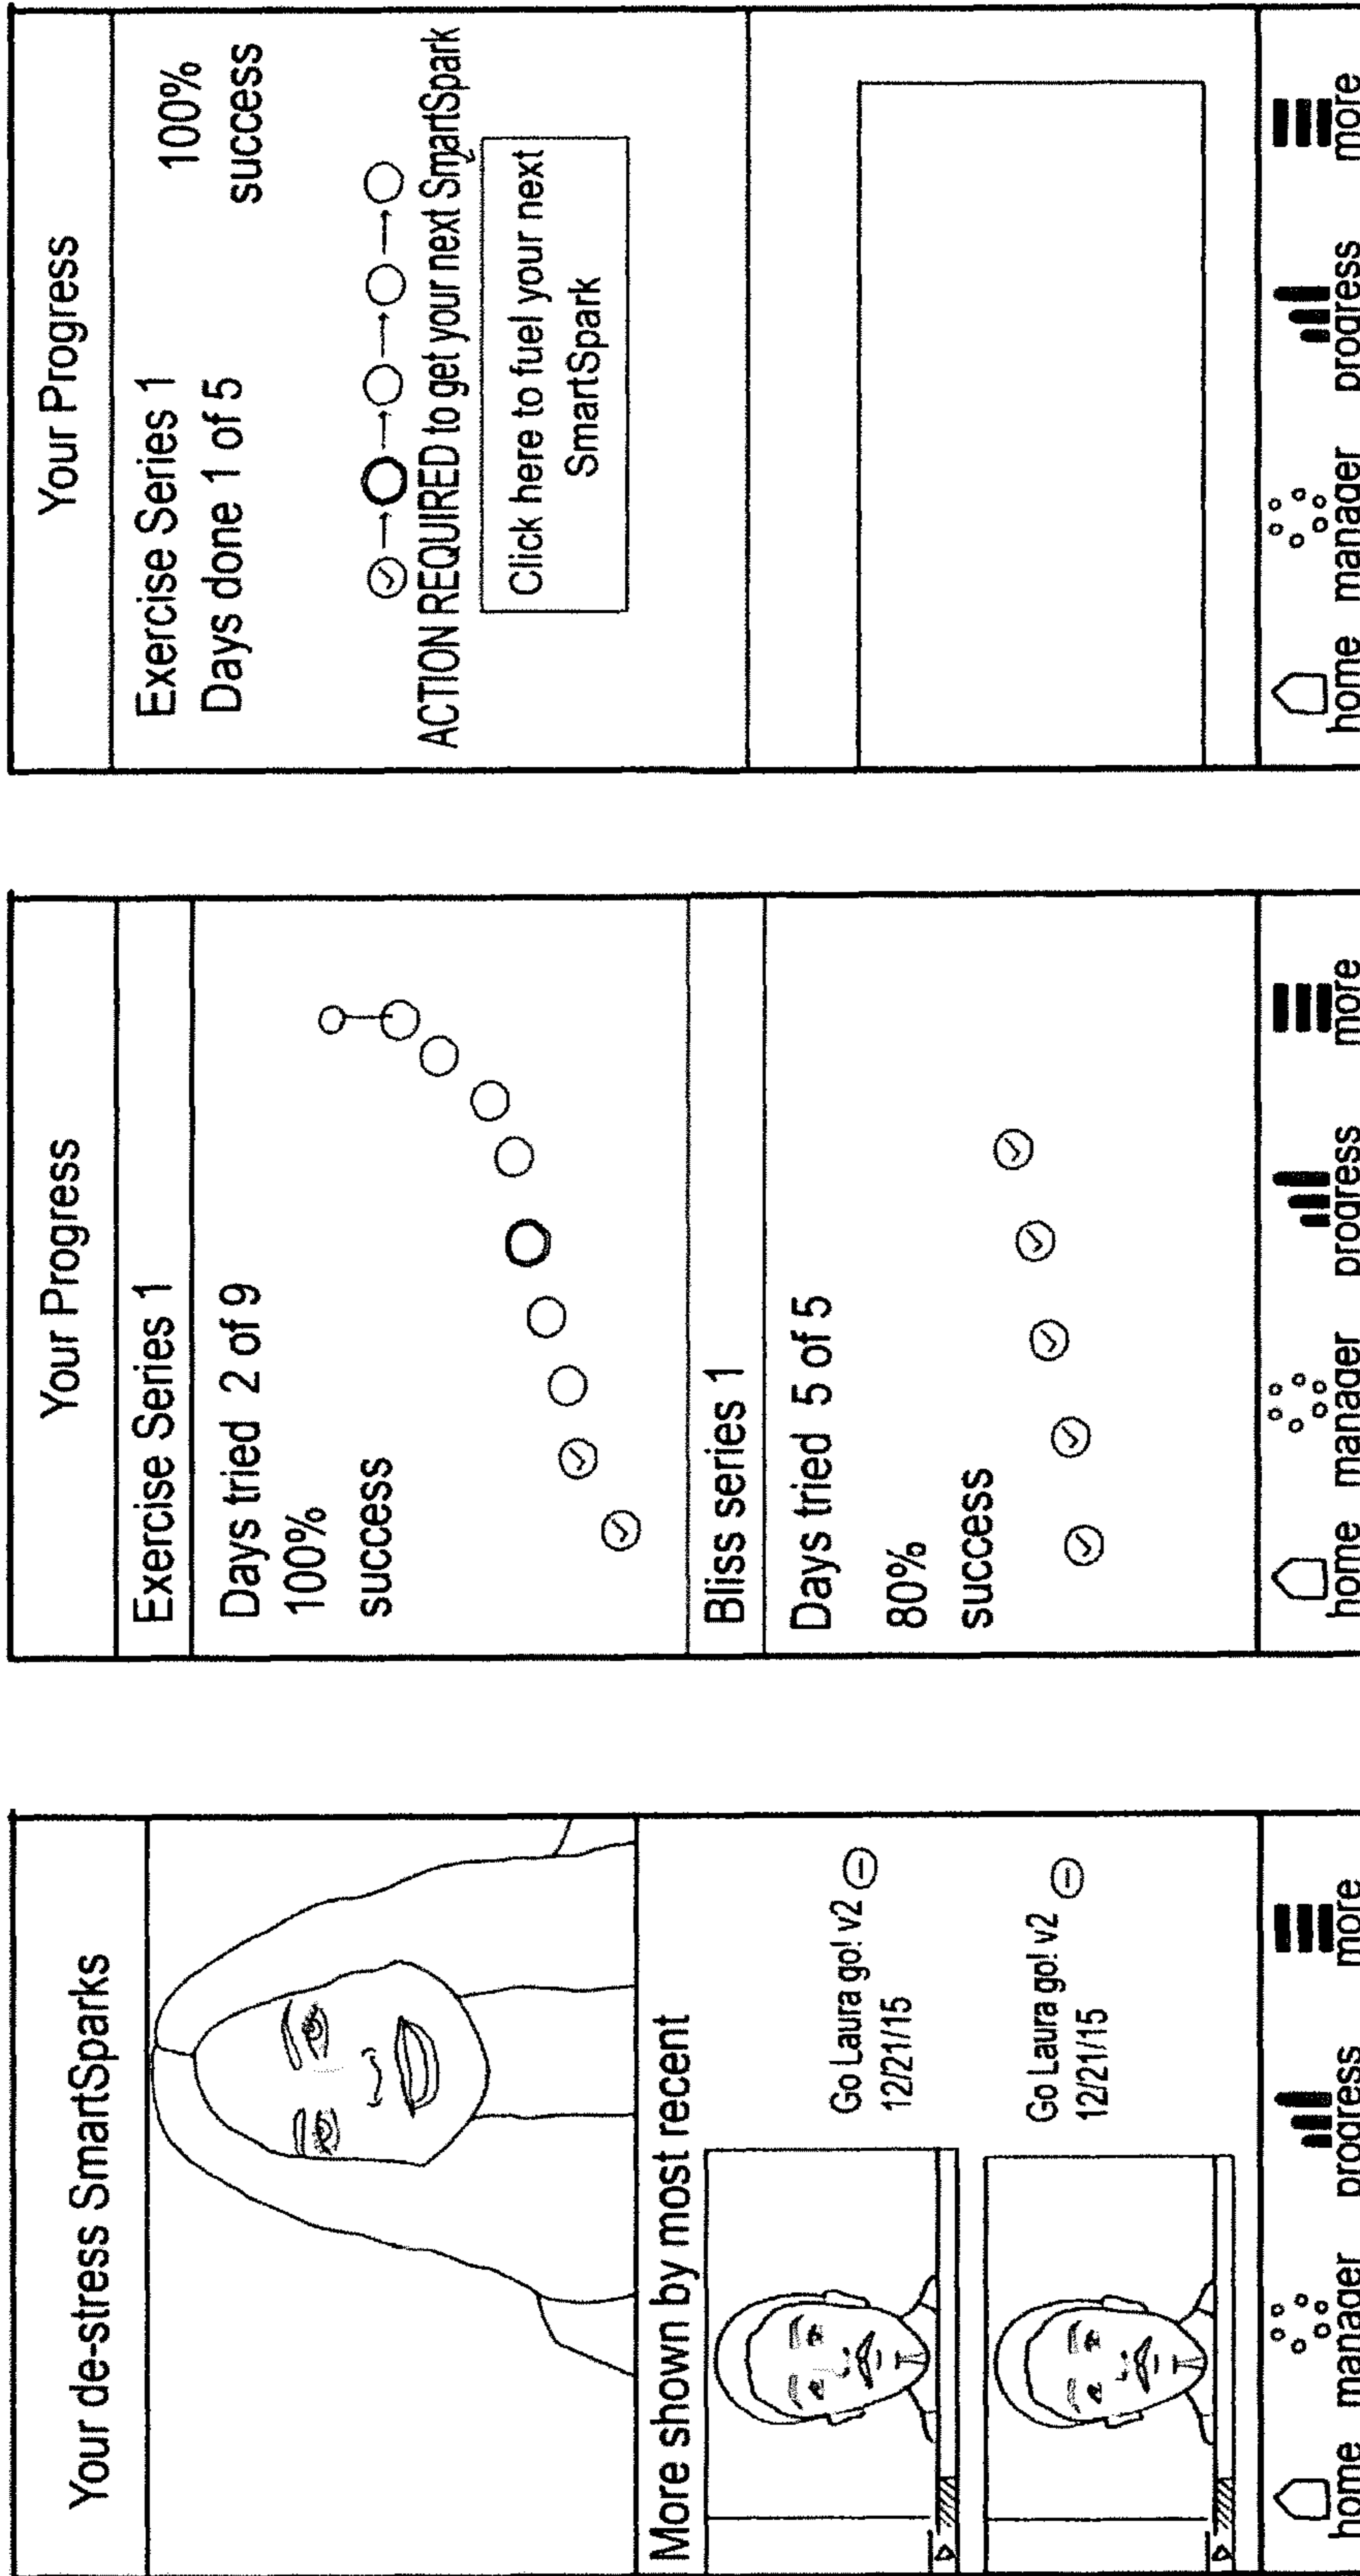 Your de-stress SmartSparks
More shown by most recent
Go Laura go! v2
12/21/15
Go Laura go! v2
12/21/15
home manager progress more
Your Progress
Exercise Series 1
Days tried 2 of 9
100%
success
Bliss series 1
Days tried 5 of 5
80%
success
home manager progress more
Your Progress
Exercise Series 1
100%
Days done 1 of 5
success
ACTION REQUIRED to get your next SmartSpark
Click here to fuel your next
SmartSpark
home manager progress more